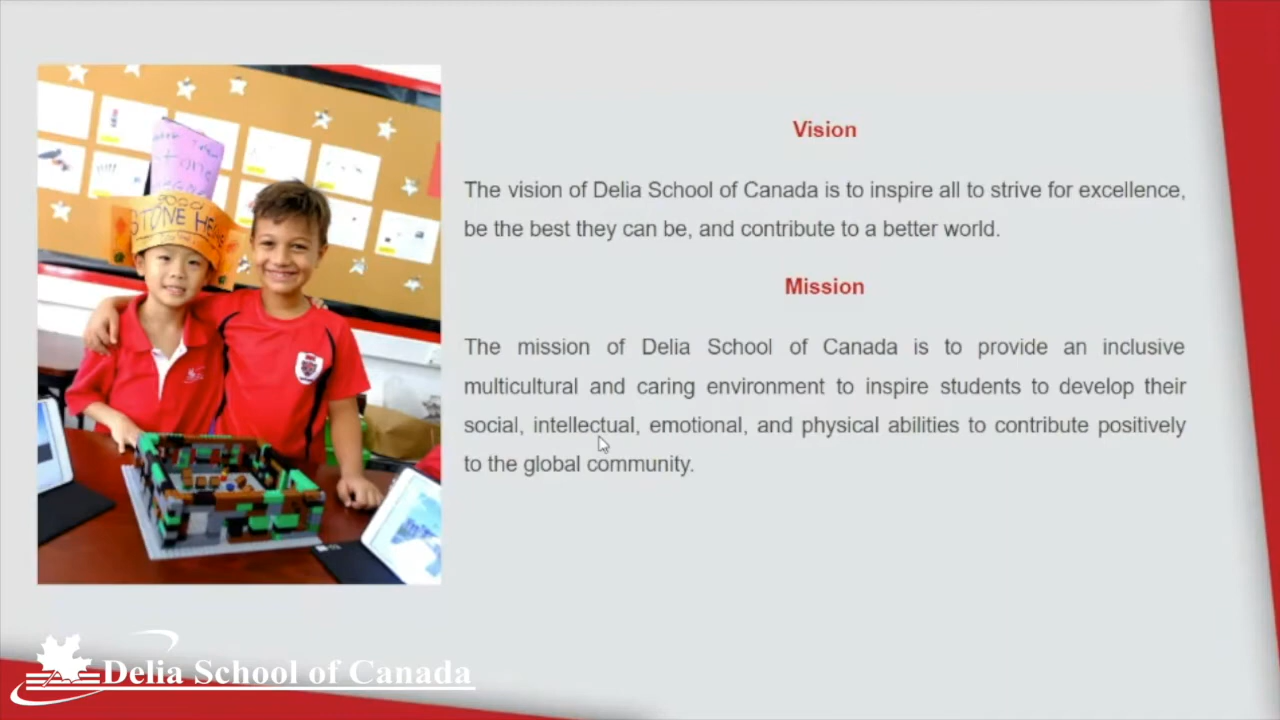 STONE HE
Vision
The vision of Delia School of Canada is to inspire all to strive for excellence,
be the best they can be, and contribute to a better world.
Mission
The mission of Delia School of Canada is to provide an inclusive
multicultural and caring environment to inspire students to develop their
social, intellectual, emotional, and physical abilities to contribute positively
to the global community.
Delia School of Canada